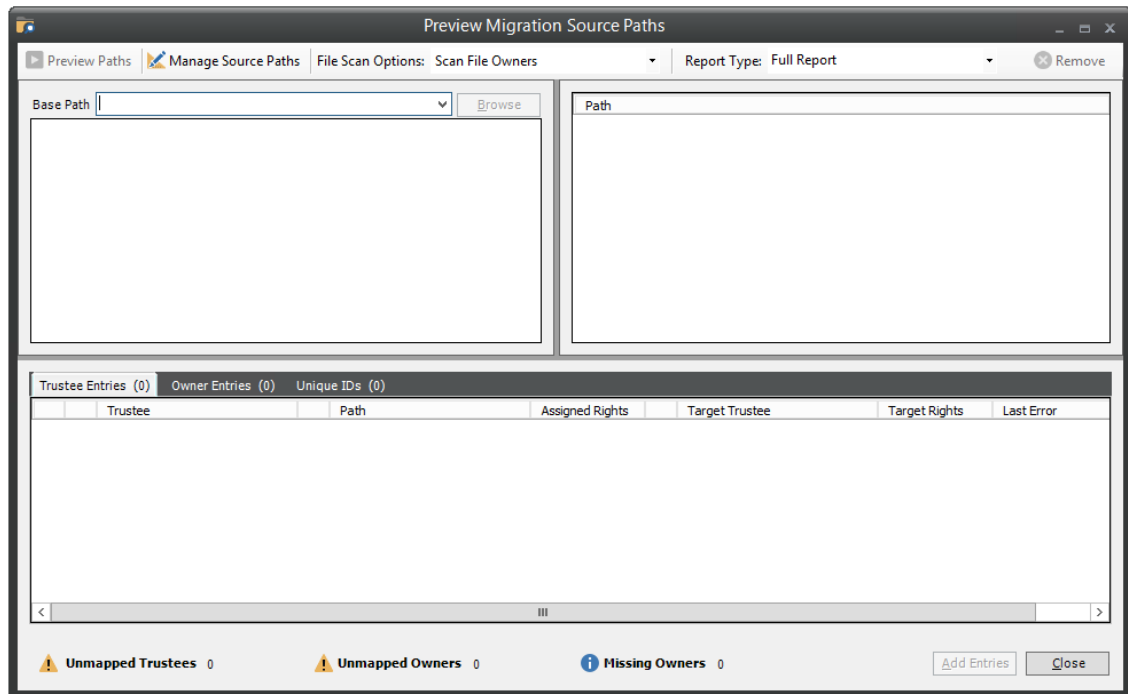 Preview Migration Source Paths
Preview Paths Manage Source Paths File Scan Options: Scan File Owners Report Type: Full Report Remove
Base Path Browse
Path
Trustee Entries (0) Owner Entries (0) Unique IDs (0)
Trustee Path Assigned Rights Target Trustee Target Rights Last Error
Unmapped Trustees 0 Unmapped Owners 0 Missing Owners 0 Add Entries Close